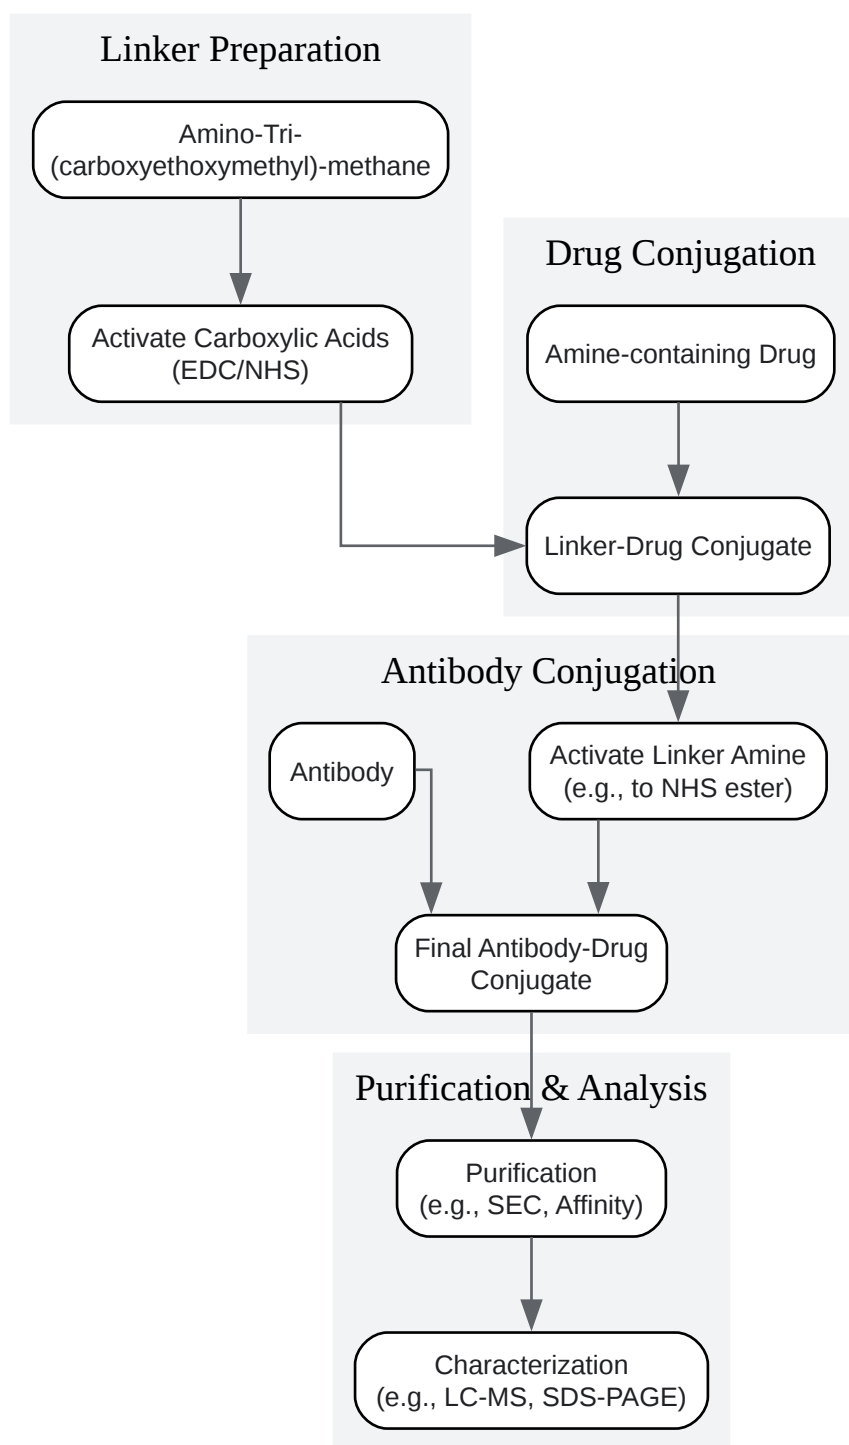 Linker Preparation
Amino-Tri-
(carboxyethoxymethyl)-methane
Activate Carboxylic Acids
(EDC/NHS)
Drug Conjugation
Amine-containing Drug
Linker-Drug Conjugate
Antibody Conjugation
Antibody
Activate Linker Amine
(e.g., to NHS ester)
Final Antibody-Drug
Conjugate
Purification & Analysis
Purification
(e.g., SEC, Affinity)
Characterization
(e.g., LC-MS, SDS-PAGE)